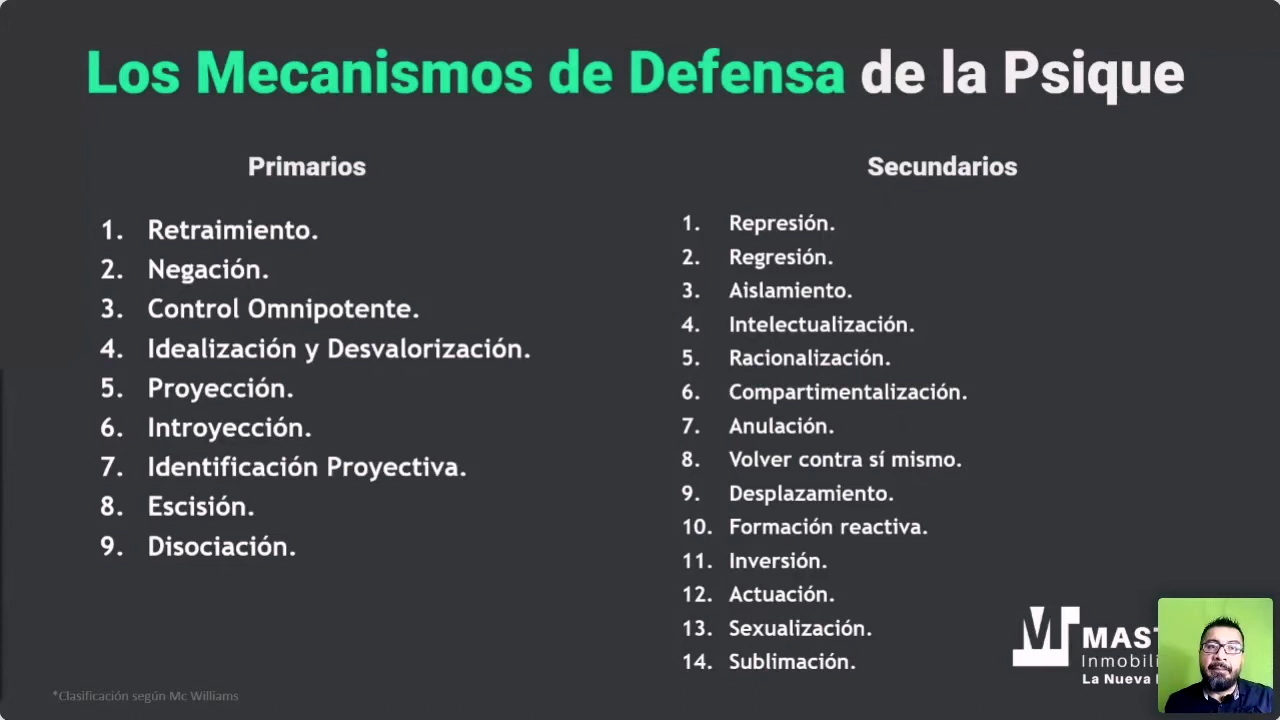 Los Mecanismos de Defensa de la Psique
Primarios
1. Retraimiento.
2. Negación.
3. Control Omnipotente.
4. Idealización y Desvalorización.
5. Proyección.
6. Introyección.
7. Identificación Proyectiva.
8. Escisión.
9. Disociación.
Secundarios
1. Represión.
2. Regresión.
3. Aislamiento.
4. Intelectualización.
5. Racionalización.
6. Compartimentalización.
7. Anulación.
8. Volver contra sí mismo.
9. Desplazamiento.
10. Formación reactiva.
11. Inversión.
12. Actuación.
13. Sexualización.
14. Sublimación.
*Clasificación según Mc Williams
La Nueva